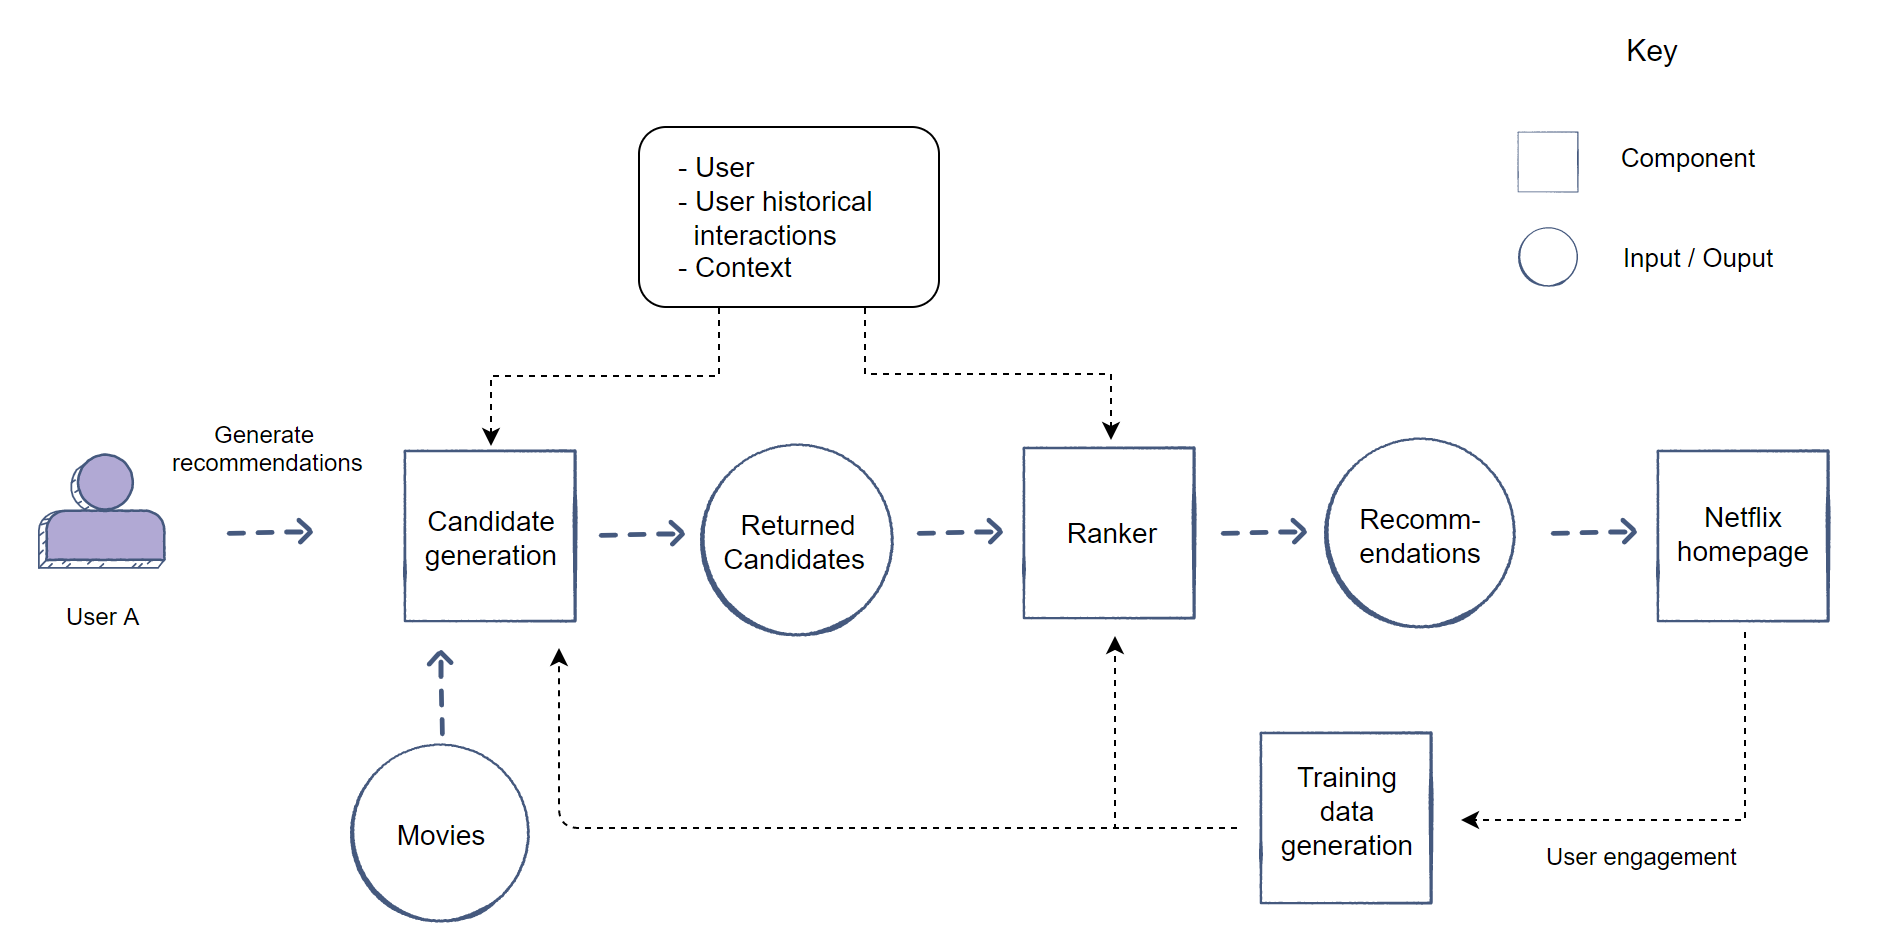 Key
Component
Input / Ouput
- User
- User historical
interactions
- Context
Generate
recommendations
User A
Candidate
generation
Returned
Candidates
Ranker
Recomm-
endations
Netflix
homepage
Movies
Training
data
generation
User engagement